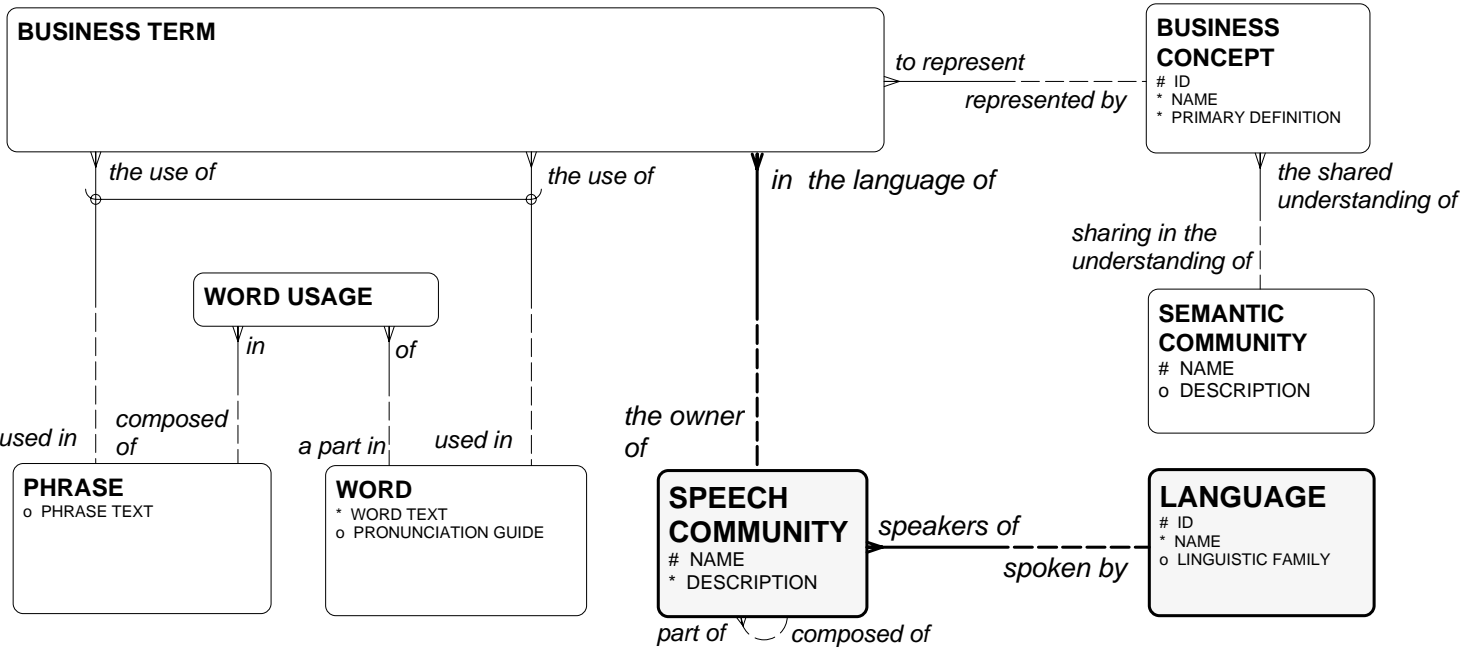 BUSINESS TERM
BUSINESS
CONCEPT
# ID
* NAME
* PRIMARY DEFINITION
to represent
represented by
the use of
the use of
in the language of
the shared
understanding of
sharing in the
understanding of
WORD USAGE
in
of
SEMANTIC
COMMUNITY
# NAME
o DESCRIPTION
used in
composed
of
a part in
used in
the owner
of
PHRASE
o PHRASE TEXT
WORD
* WORD TEXT
o PRONUNCIATION GUIDE
SPEECH
COMMUNITY
# NAME
* DESCRIPTION
speakers of
spoken by
LANGUAGE
# ID
* NAME
o LINGUISTIC FAMILY
part of
composed of